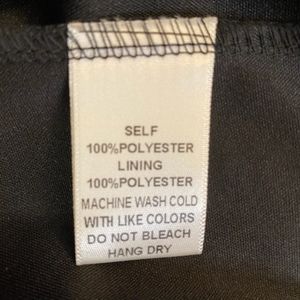 SELF
100%POLYESTER
LINING
100%POLYESTER
MACHINE WASH COLD
WITH LIKE COLORS
DO NOT BLEACH
HANG DRY